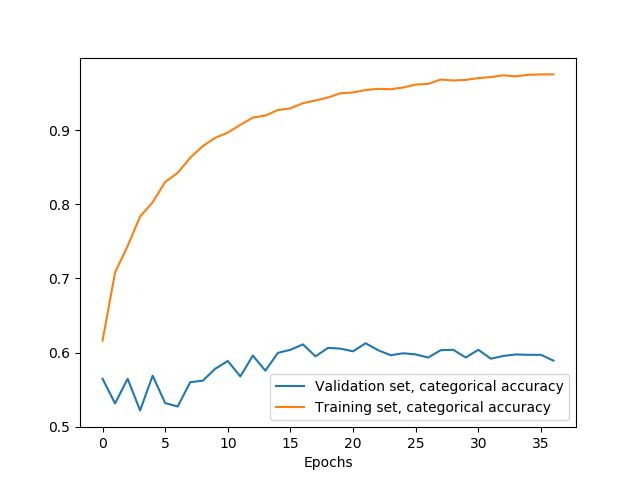 0.9
0.8
0.7
0.6
0.5
Validation set, categorical accuracy
Training set, categorical accuracy
0 5 10 15 20 25 30 35
Epochs